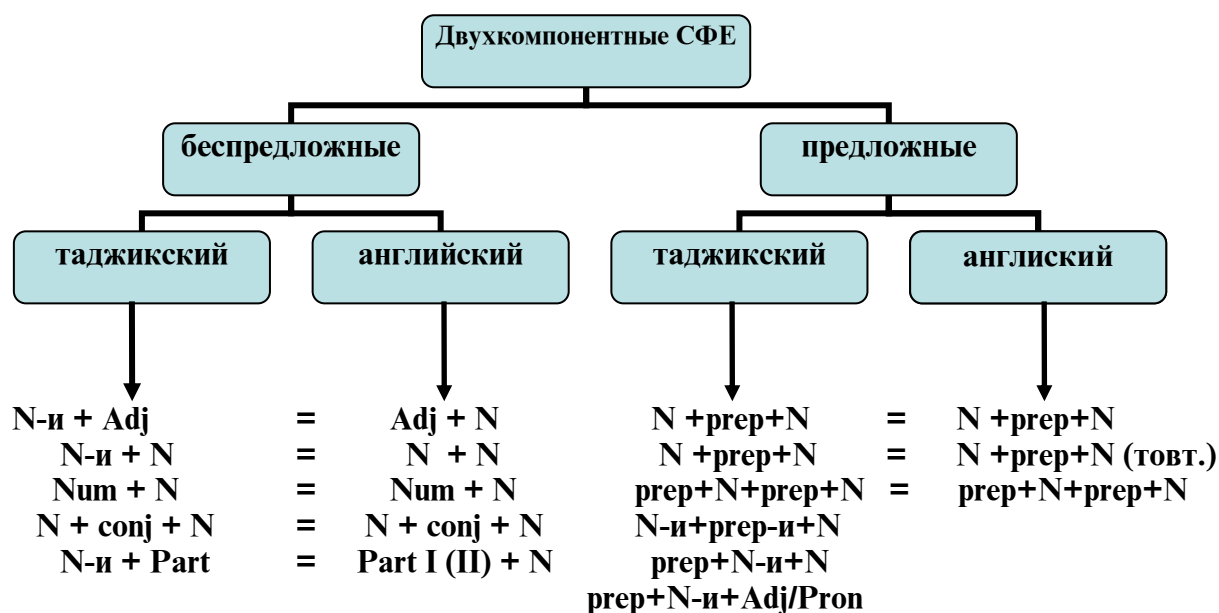 Двухкомпонентные СФЕ
беспредложные предложные
таджикский английский таджикский англиский
N-и + Adj = Adj + N N +prep+N = N +prep+N
N-и + N = N + N N +prep+N = N +prep+N (товт.)
Num + N = Num + N prep+N+prep+N = prep+N+prep+N
N + conj + N = N + conj + N N-и+prep-и+N
N-и + Part = Part I (II) + N prep+N-и+N
prep+N-и+Adj/Pron